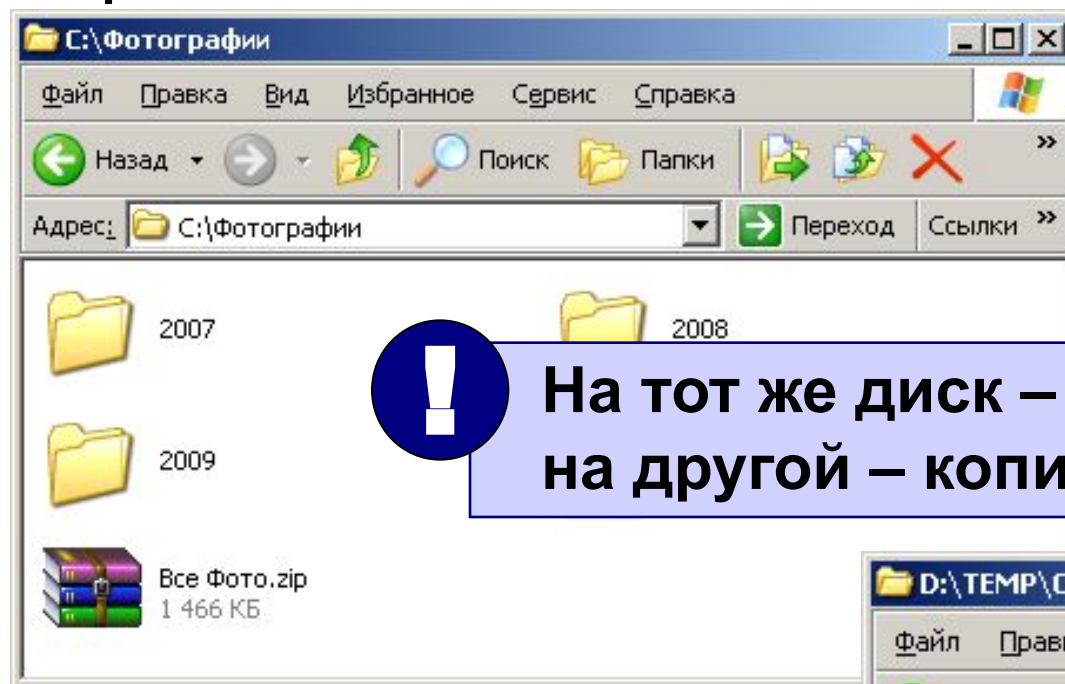 С:\Фотографии
Файл Правка Вид Избранное Сервис Справка
Назад Поиск Папки »
Адрес: С:\Фотографии Переход Ссылки »
2007 2008
! На тот же диск –
на другой – копи
2009
Все Фото.zip
1 466 КБ
D:\TEMP\
Файл Прав